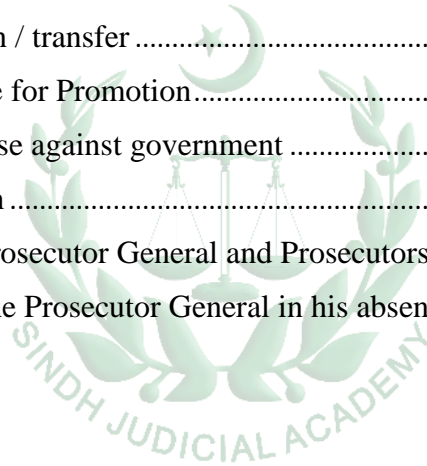 n / transfer ....................................
e for Promotion.............................
se against government .................
n ...................................................
rosecutor General and Prosecutors
e Prosecutor General in his absen
SINDH JUDICIAL ACADEMY